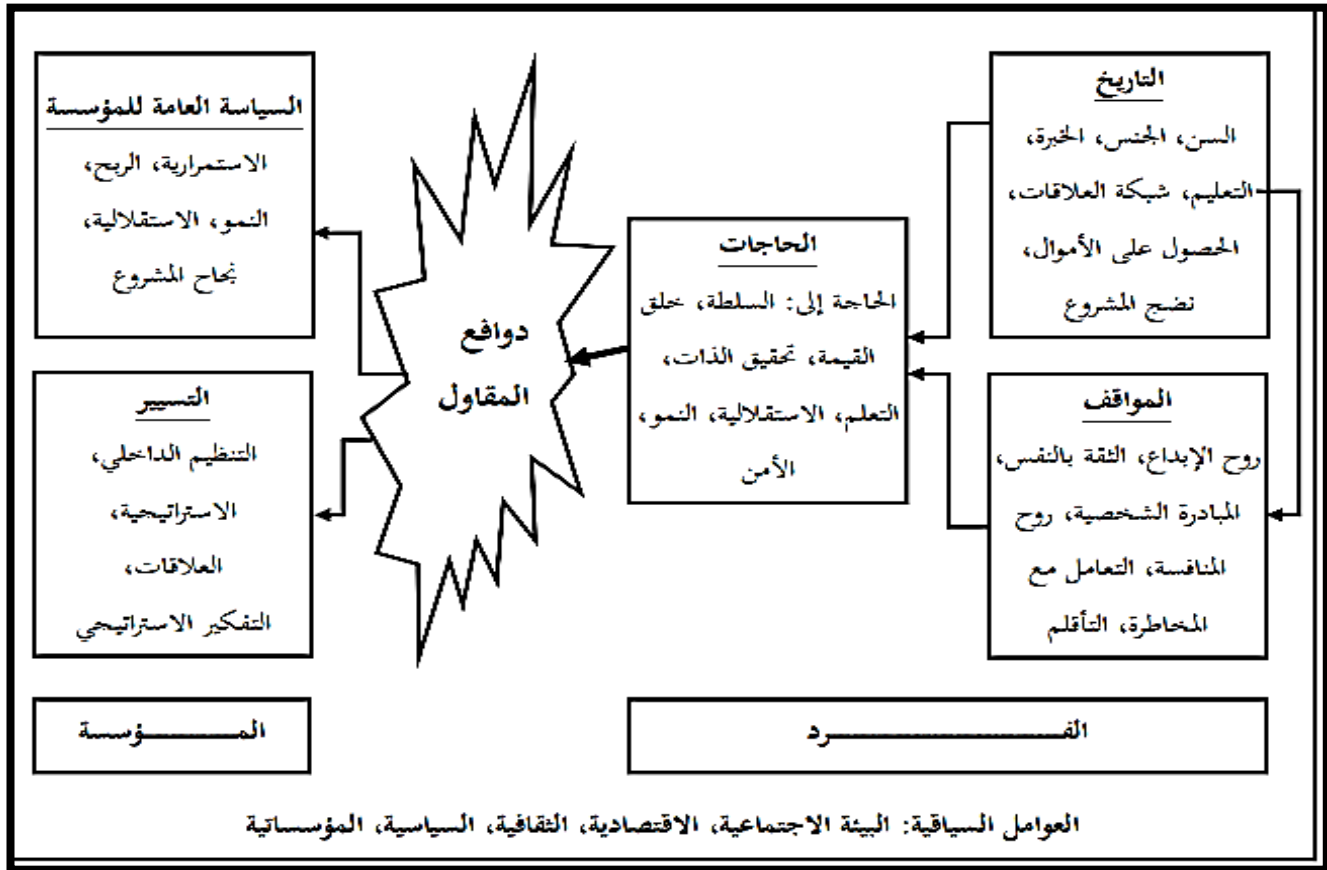 التاريخ
السن، الجنس، الخبرة،
التعليم، شبكة العلاقات،
الحصول على الأموال،
نضج المشروع
المواقف
روح الإبداع، الثقة بالنفس،
المبادرة الشخصية، روح
المنافسة، التعامل مع
المخاطرة، التأقلم
الحاجات
الحاجة إلى: السلطة، خلق
القيمة، تحقيق الذات،
التعلم، الاستقلالية، النمو،
الأمن
دوافع
المقاول
السياسة العامة للمؤسسة
الاستمرارية، الربح،
النمو، الاستقلالية،
نجاح المشروع
التسيير
التنظيم الداخلي،
الاستراتيجية،
العلاقات،
التفكير الاستراتيجي
الفـــــــــــــــــــرد
المـــــــــؤسسة
العوامل السياقية: البيئة الاجتماعية، الاقتصادية، الثقافية، السياسية، المؤسساتية